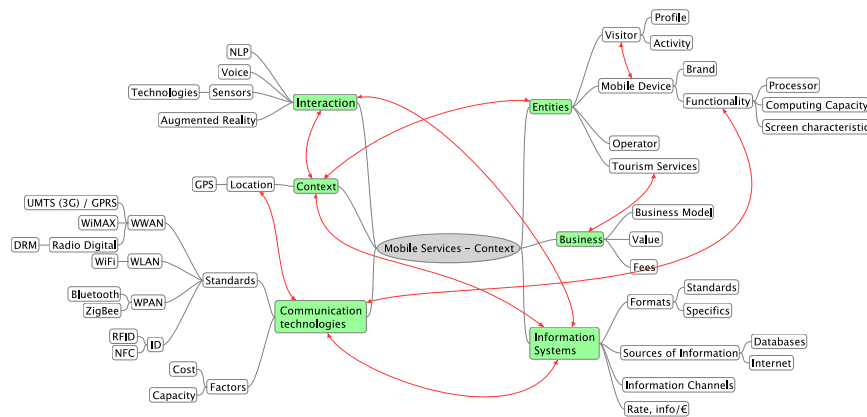 Mobile Services – Context
Interaction
NLP
Voice
Sensors
Technologies
Augmented Reality
Context
Location
GPS
Communication
technologies
Standards
WWAN
UMTS (3G) / GPRS
WiMAX
Radio Digital
DRM
WLAN
WiFi
WPAN
Bluetooth
ZigBee
ID
RFID
NFC
Factors
Cost
Capacity
Entities
Visitor
Profile
Activity
Mobile Device
Brand
Functionality
Processor
Computing Capacity
Screen characteristic
Operator
Tourism Services
Business
Business Model
Value
Fees
Information
Systems
Formats
Standards
Specifics
Sources of Information
Databases
Internet
Information Channels
Rate, info/€